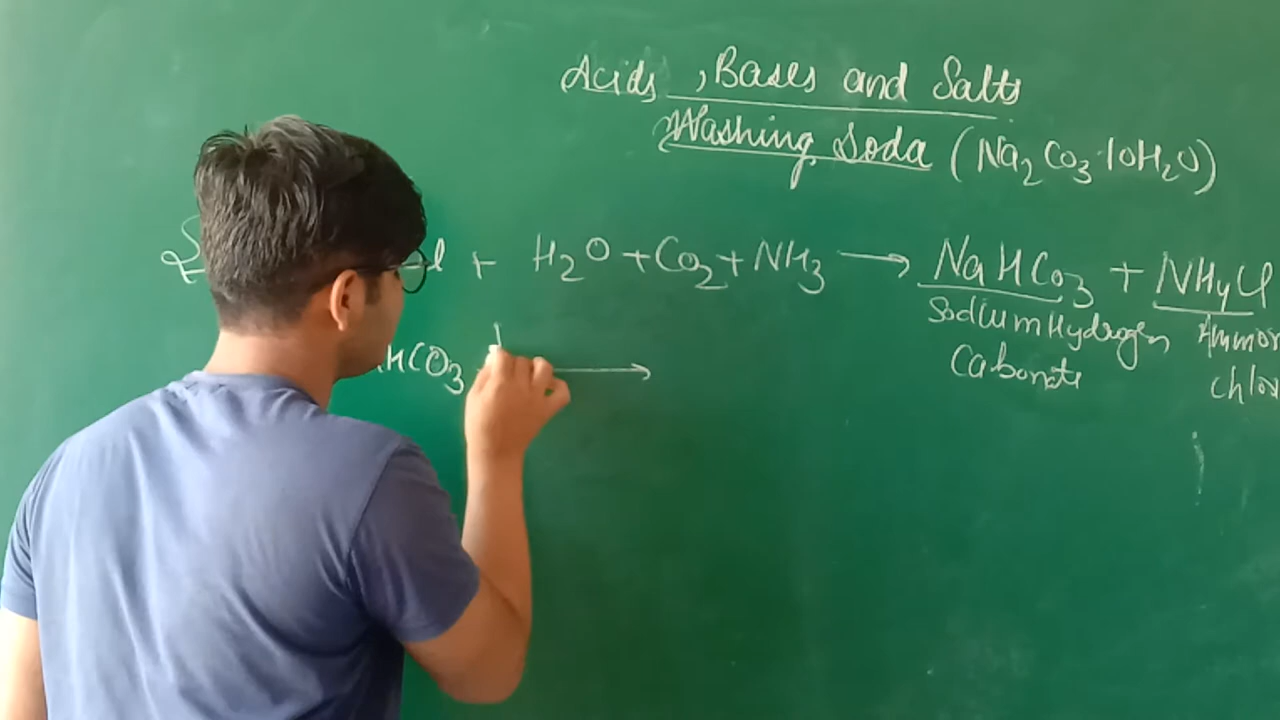 Acids, Bases and Salts
Washing Soda (Na2CO3 10H2O)
l + H2O + CO2 + NH3 → NaHCO3 + NH4Cl
Sodium Hydrogen Ammon
Cabonate chlor
HCO3 →